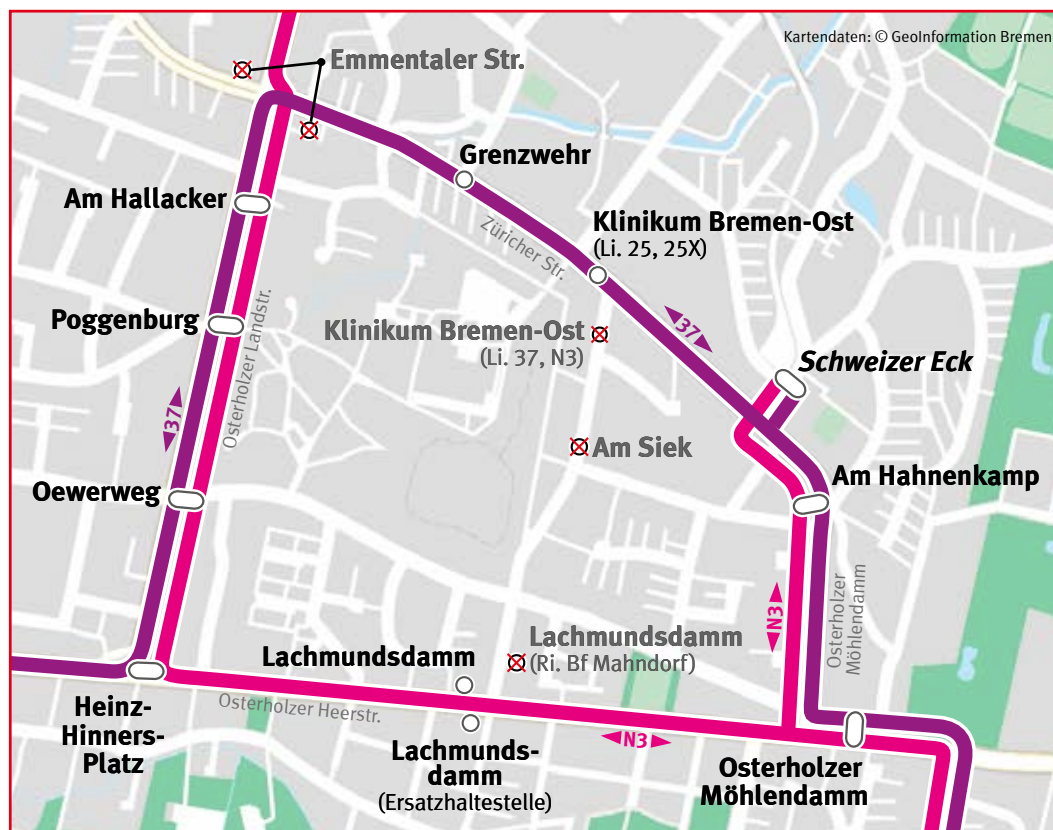 Kartendaten: © GeoInformation Bremen
Emmentaler Str.
Grenzwehr
Am Hallacker
Klinikum Bremen-Ost
(Li. 25, 25X)
Züricher Str.
Poggenburg
Osterholzer Landstr.
Klinikum Bremen-Ost
(Li. 37, N3)
37
Schweizer Eck
37
Am Siek
Am Hahnenkamp
Oewerweg
Osterholzer
Möhlendamm
N3
Lachmundsdamm
(Ri. Bf Mahndorf)
Lachmundsdamm
Heinz-
Hinners-
Platz
Osterholzer Heerstr.
Lachmunds-
damm
(Ersatzhaltestelle)
N3
Osterholzer
Möhlendamm